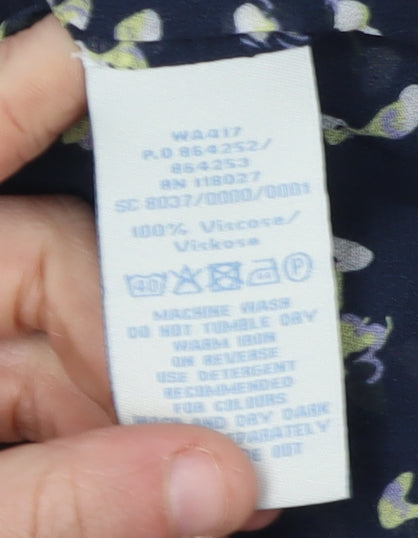 WA417
P.O 864252/
864253
RN 118027
SC 8037/0000/0001
100% Viscose/
Viskose
40 P
MACHINE WASH
DO NOT TUMBLE DRY
WARM IRON
ON REVERSE
USE DETERGENT
RECOMMENDED
FOR COLOURS
WASH AND DRY DARK
OUT